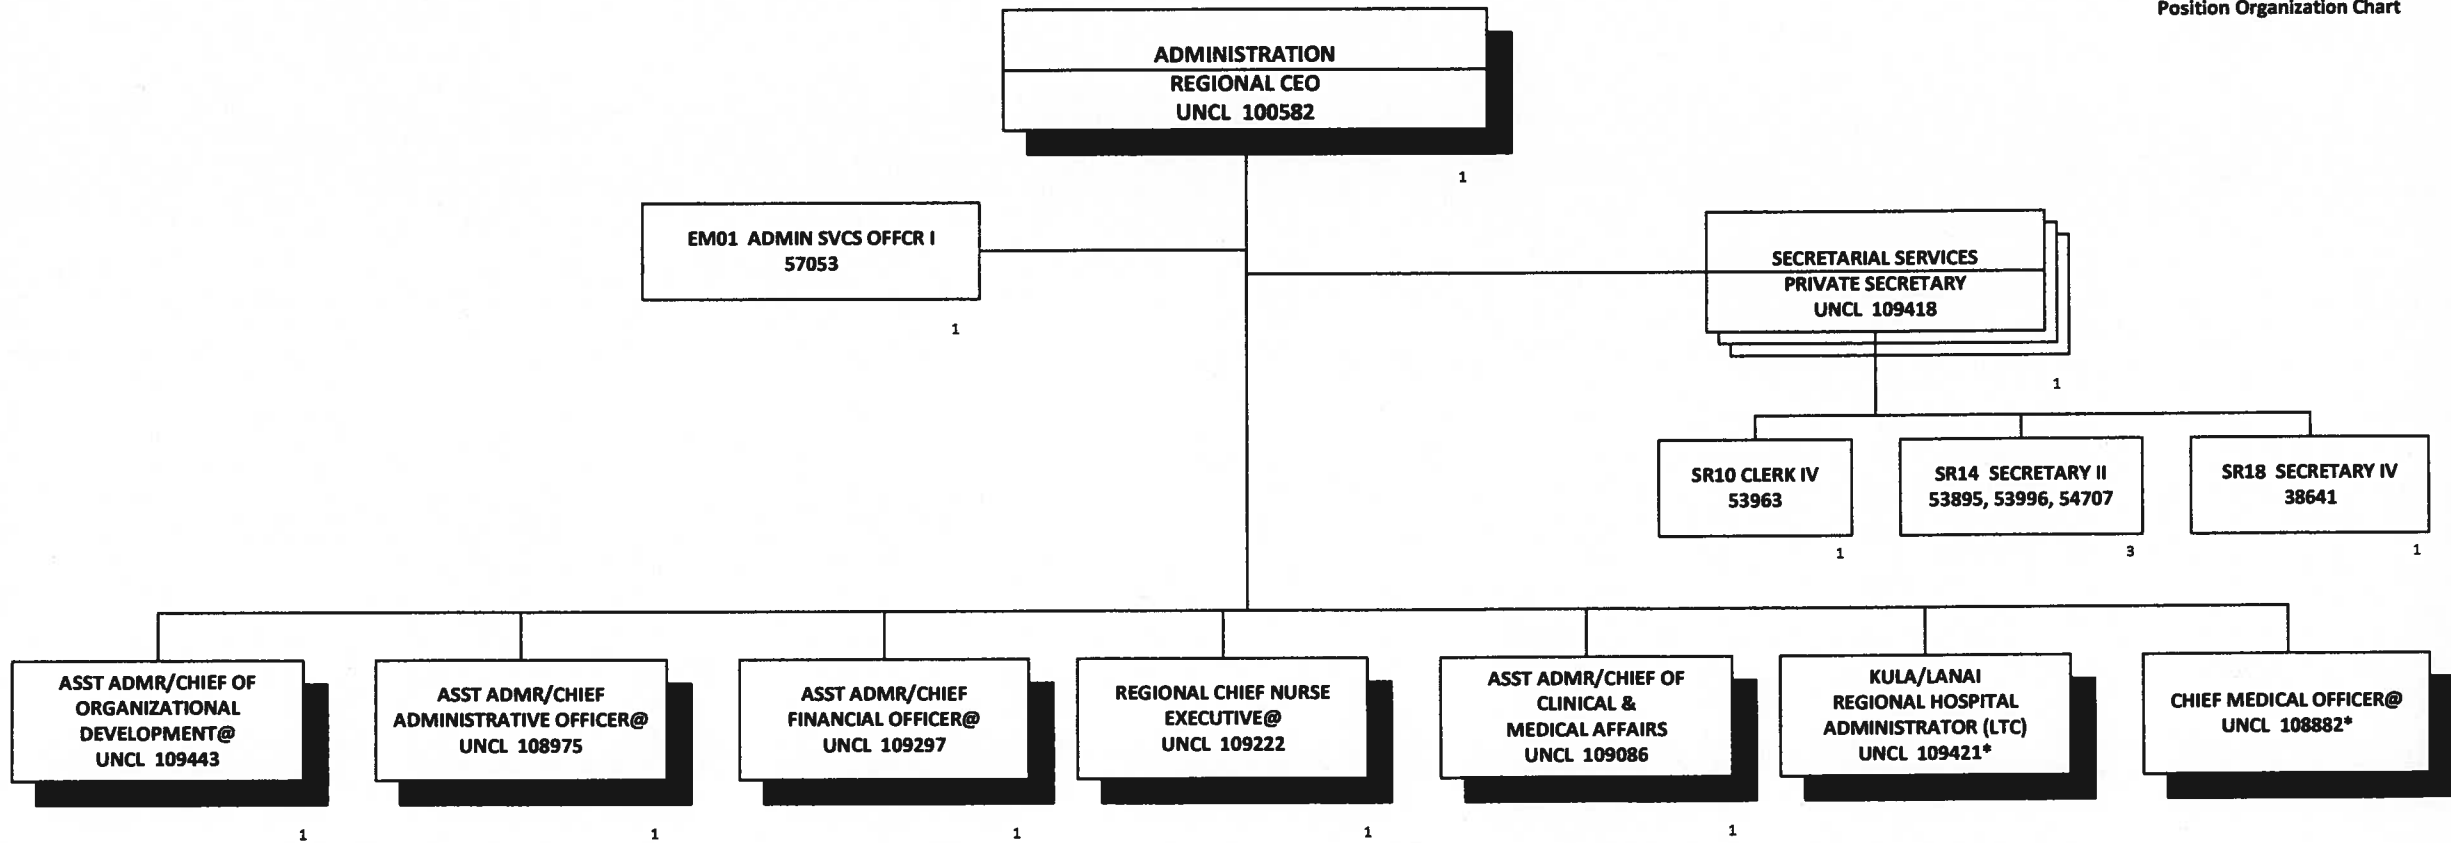 Position Organization Chart
ADMINISTRATION
REGIONAL CEO
UNCL 100582
1
EM01 ADMIN SVCS OFFCR I
57053
1
SECRETARIAL SERVICES
PRIVATE SECRETARY
UNCL 109418
1
SR10 CLERK IV
53963
1
SR14 SECRETARY II
53895, 53996, 54707
3
SR18 SECRETARY IV
38641
1
ASST ADMR/CHIEF OF
ORGANIZATIONAL
DEVELOPMENT@
UNCL 109443
1
ASST ADMR/CHIEF
ADMINISTRATIVE OFFICER@
UNCL 108975
1
ASST ADMR/CHIEF
FINANCIAL OFFICER@
UNCL 109297
1
REGIONAL CHIEF NURSE
EXECUTIVE@
UNCL 109222
1
ASST ADMR/CHIEF OF
CLINICAL &
MEDICAL AFFAIRS
UNCL 109086
1
KULA/LANAI
REGIONAL HOSPITAL
ADMINISTRATOR (LTC)
UNCL 109421*
CHIEF MEDICAL OFFICER@
UNCL 108882*